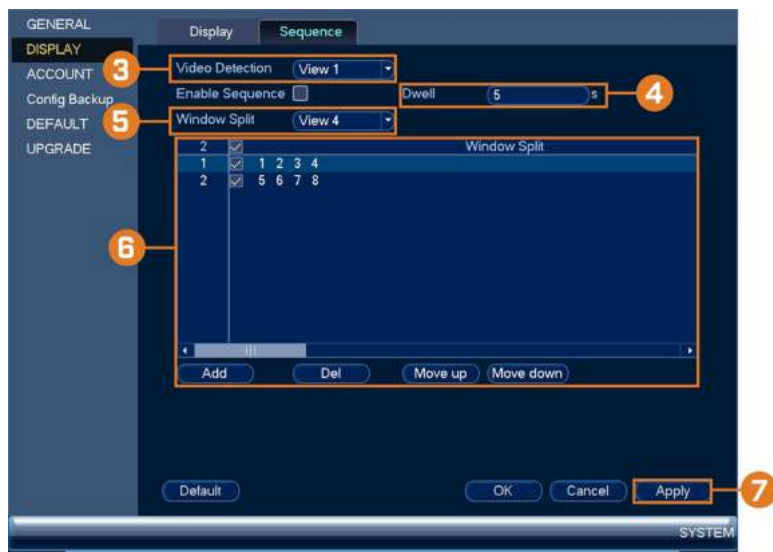 GENERAL
DISPLAY
ACCOUNT
Config Backup
DEFAULT
UPGRADE
Display Sequence
3 Video Detection View 1
Enable Sequence Dwell 5 s 4
5 Window Split View 4
6
2 Window Split
1 1 2 3 4
2 5 6 7 8
Add Del Move up Move down
Default OK Cancel Apply 7
SYSTEM